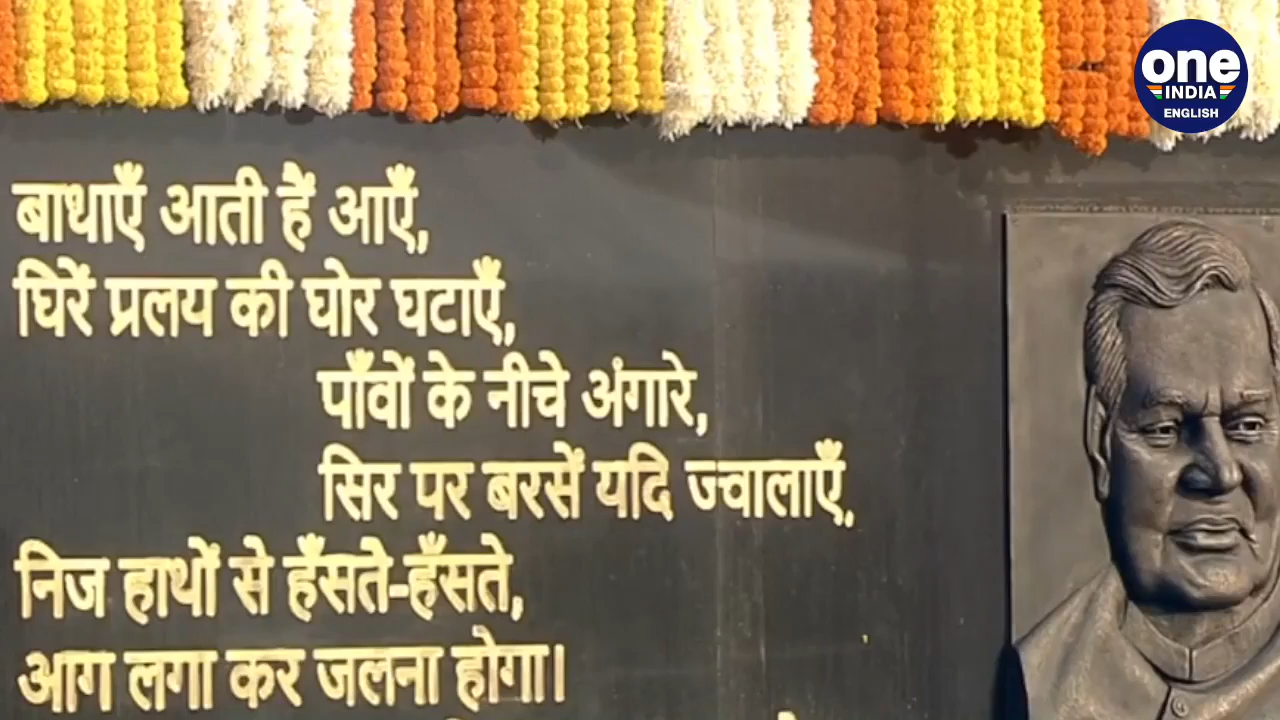 one
INDIA
ENGLISH
बाधाएँ आती हैं आएँ,
घिरें प्रलय की घोर घटाएँ,
पाँवों के नीचे अंगारे,
सिर पर बरसें यदि ज्वालाएँ,
निज हाथों से हँसते-हँसते,
आग लगा कर जलना होगा।